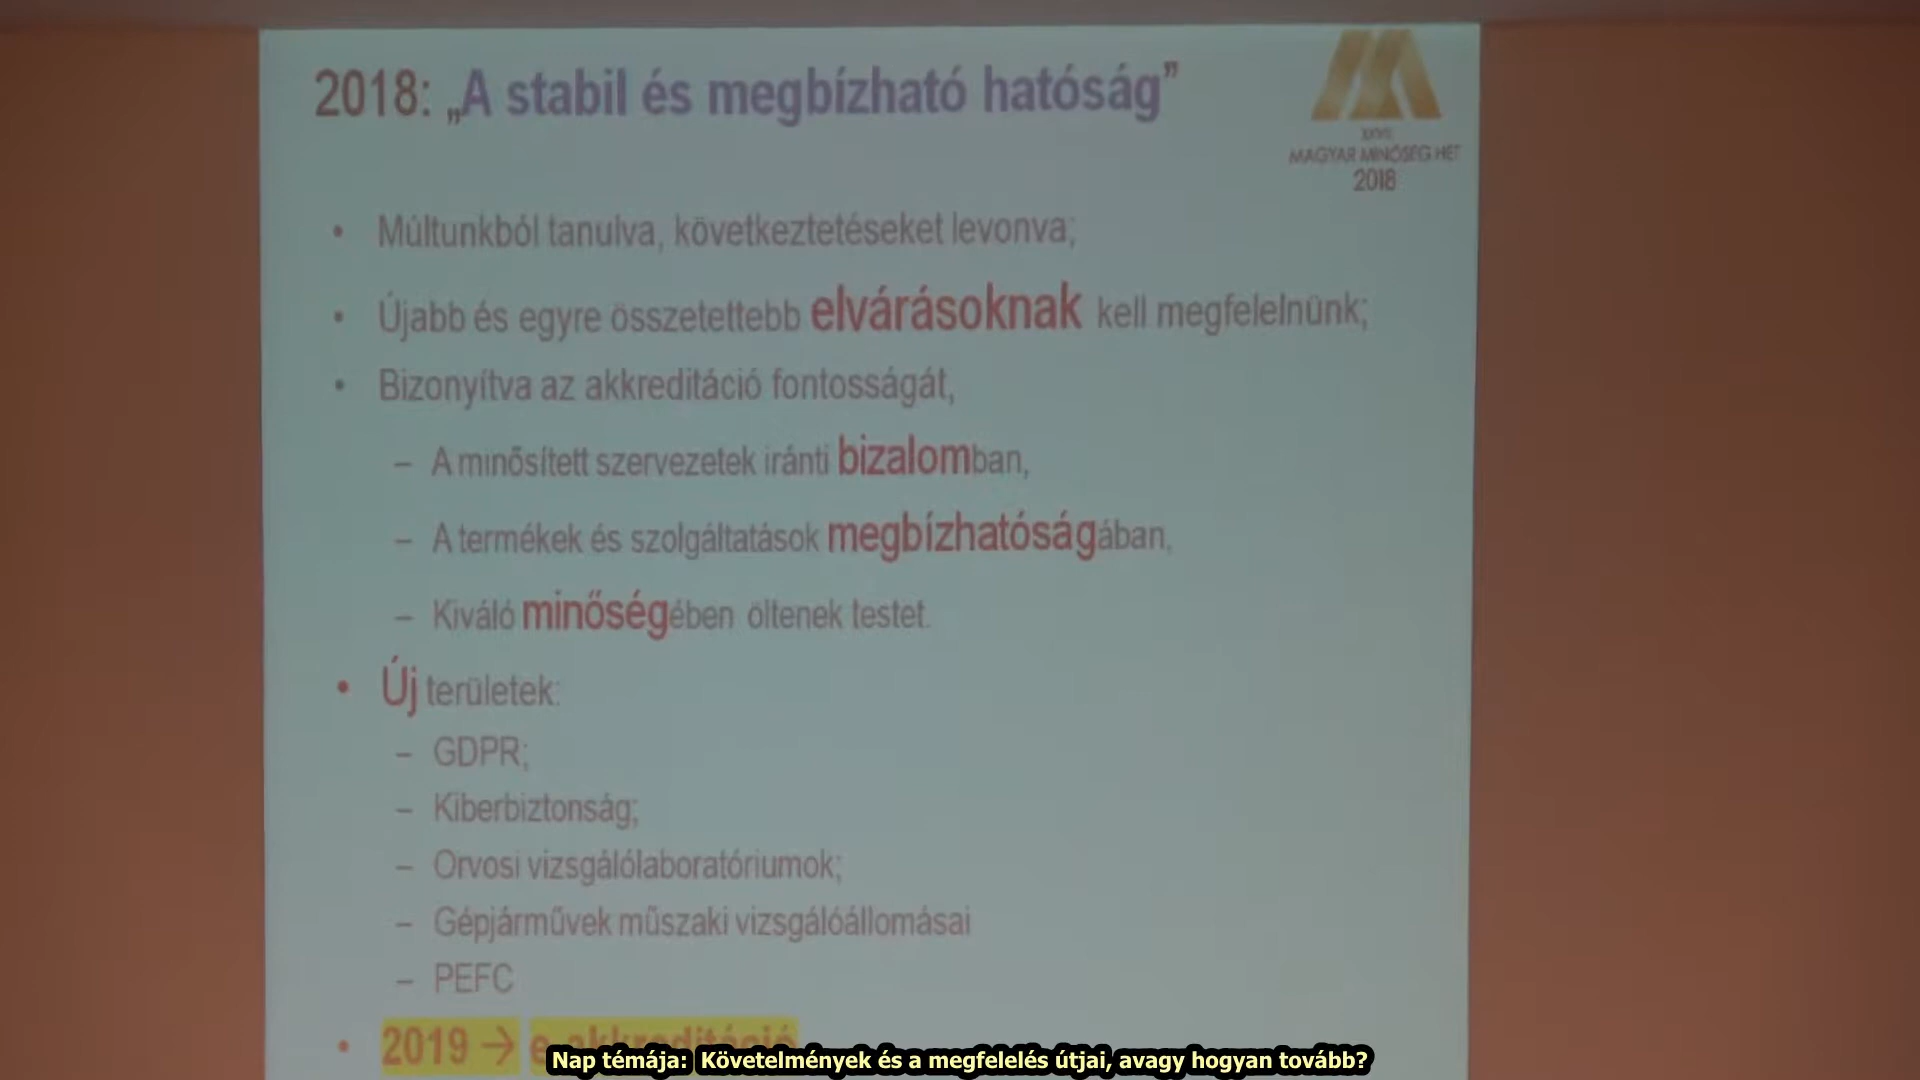 2018: „A stabil és megbízható hatóság”
XXVII.
MAGYAR MINŐSÉG HÉT
2018
• Múltunkból tanulva, következtetéseket levonva;
• Újabb és egyre összetettebb elvárásoknak kell megfelelnünk;
• Bizonyítva az akkreditáció fontosságát,
– A minősített szervezetek iránti bizalomban,
– A termékek és szolgáltatások megbízhatóságában,
– Kiváló minőségében öltenek testet.
• Új területek:
– GDPR;
– Kiberbiztonság;
– Orvosi vizsgálólaboratóriumok;
– Gépjárművek műszaki vizsgálóállomásai
– PEFC
• 2019 → e-akkreditáció
Nap témája: Követelmények és a megfelelés útjai, avagy hogyan tovább?